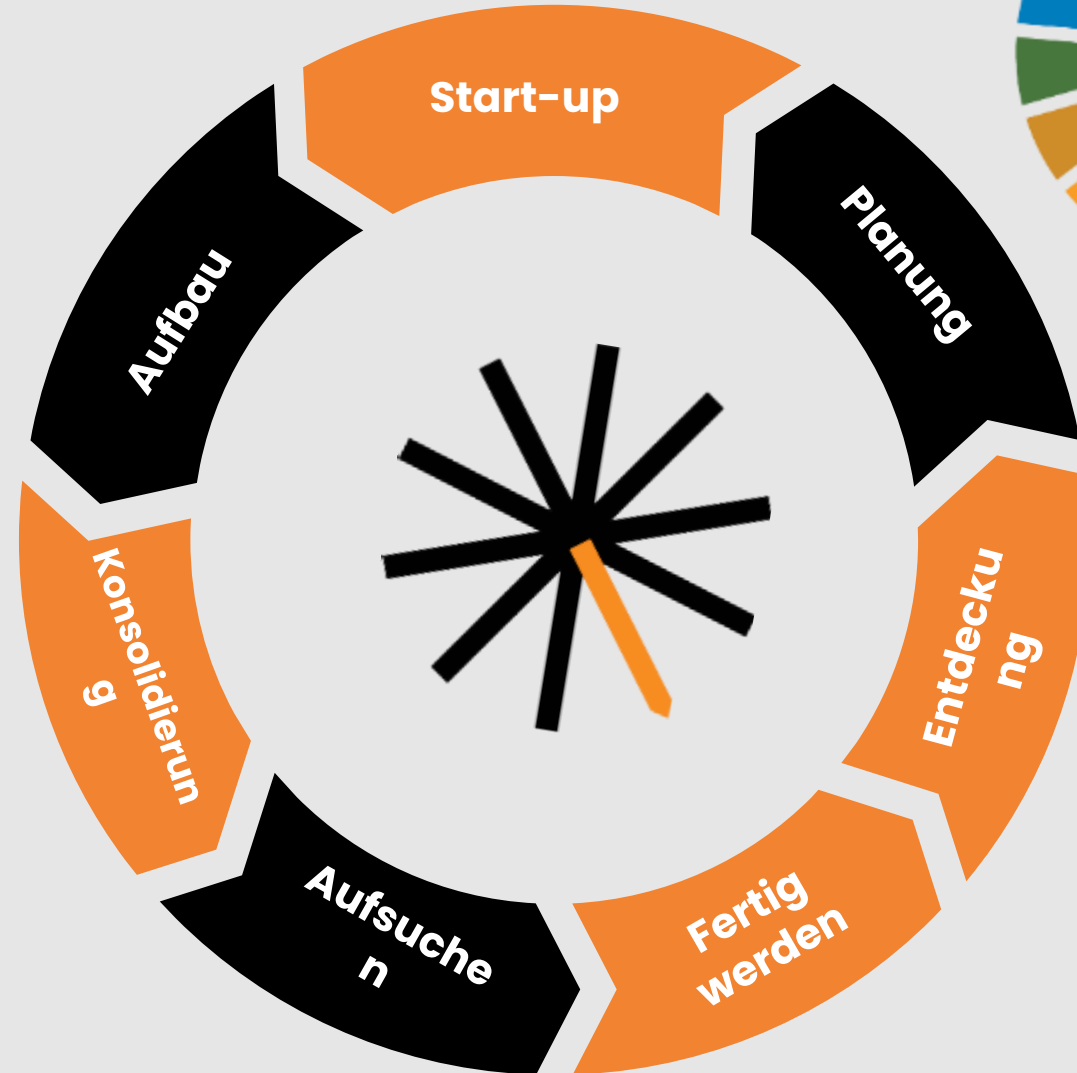 Start-up
Planung
Entdecku
ng
Fertig
werden
Aufsuche
n
Konsolidierun
g
Aufbau